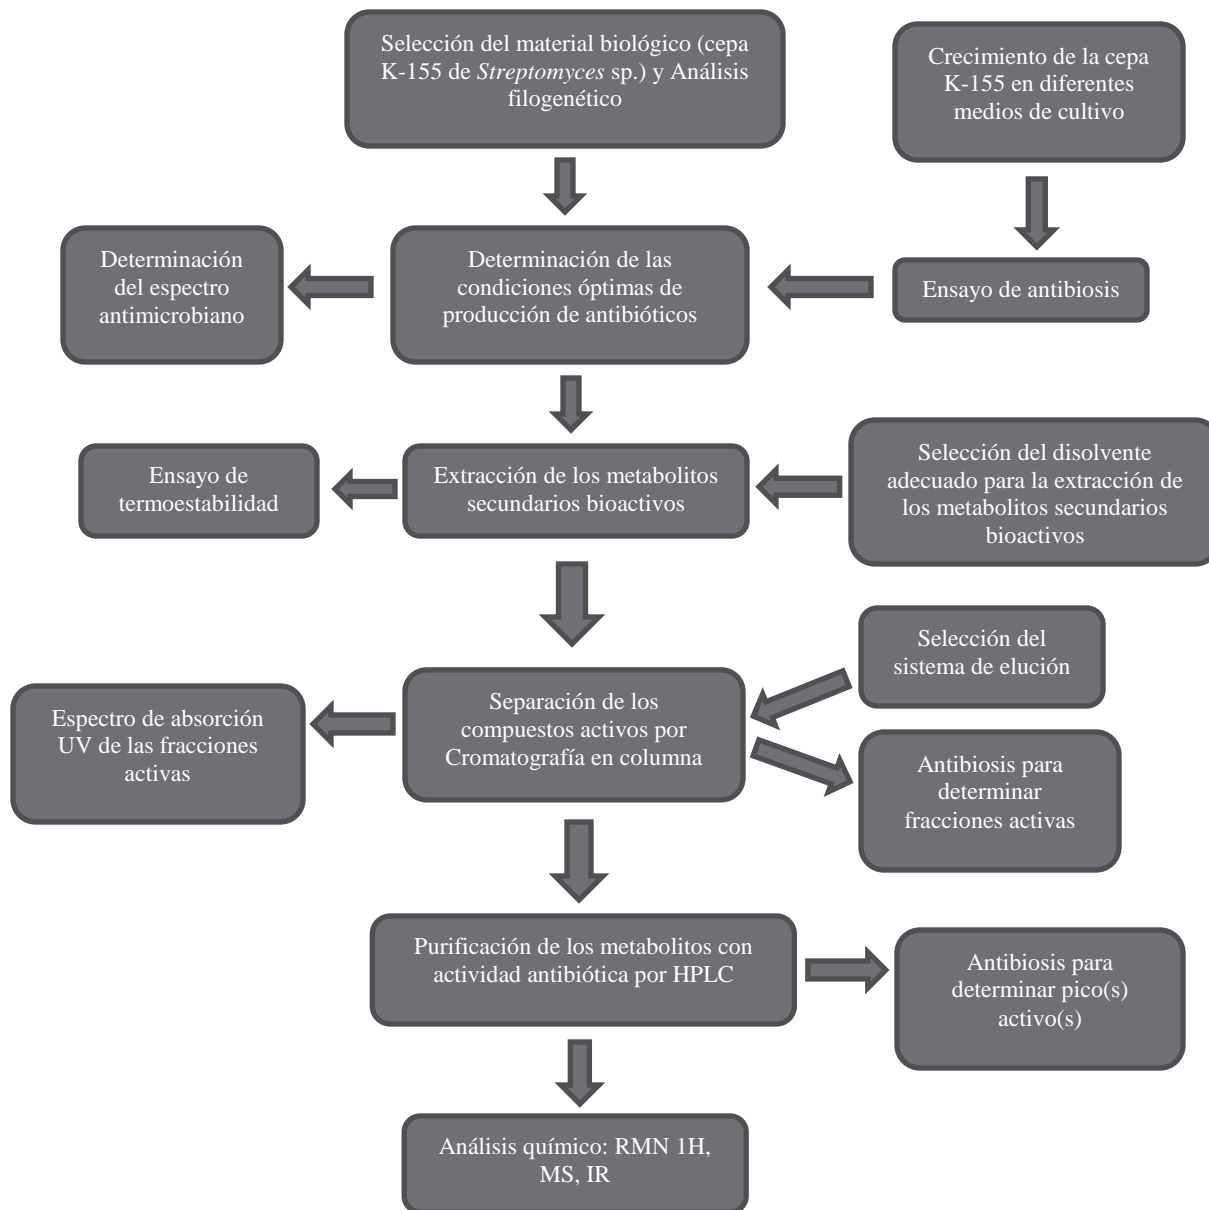 Selección del material biológico (cepa
K-155 de Streptomyces sp.) y Análisis
filogenético
Crecimiento de la cepa
K-155 en diferentes
medios de cultivo
Determinación
del espectro
antimicrobiano
Determinación de las
condiciones óptimas de
producción de antibióticos
Ensayo de antibiosis
Ensayo de
termoestabilidad
Extracción de los metabolitos
secundarios bioactivos
Selección del disolvente
adecuado para la extracción de
los metabolitos secundarios
bioactivos
Selección del
sistema de elución
Espectro de absorción
UV de las fracciones
activas
Separación de los
compuestos activos por
Cromatografía en columna
Antibiosis para
determinar
fracciones activas
Purificación de los metabolitos con
actividad antibiótica por HPLC
Antibiosis para
determinar pico(s)
activo(s)
Análisis químico: RMN 1H,
MS, IR